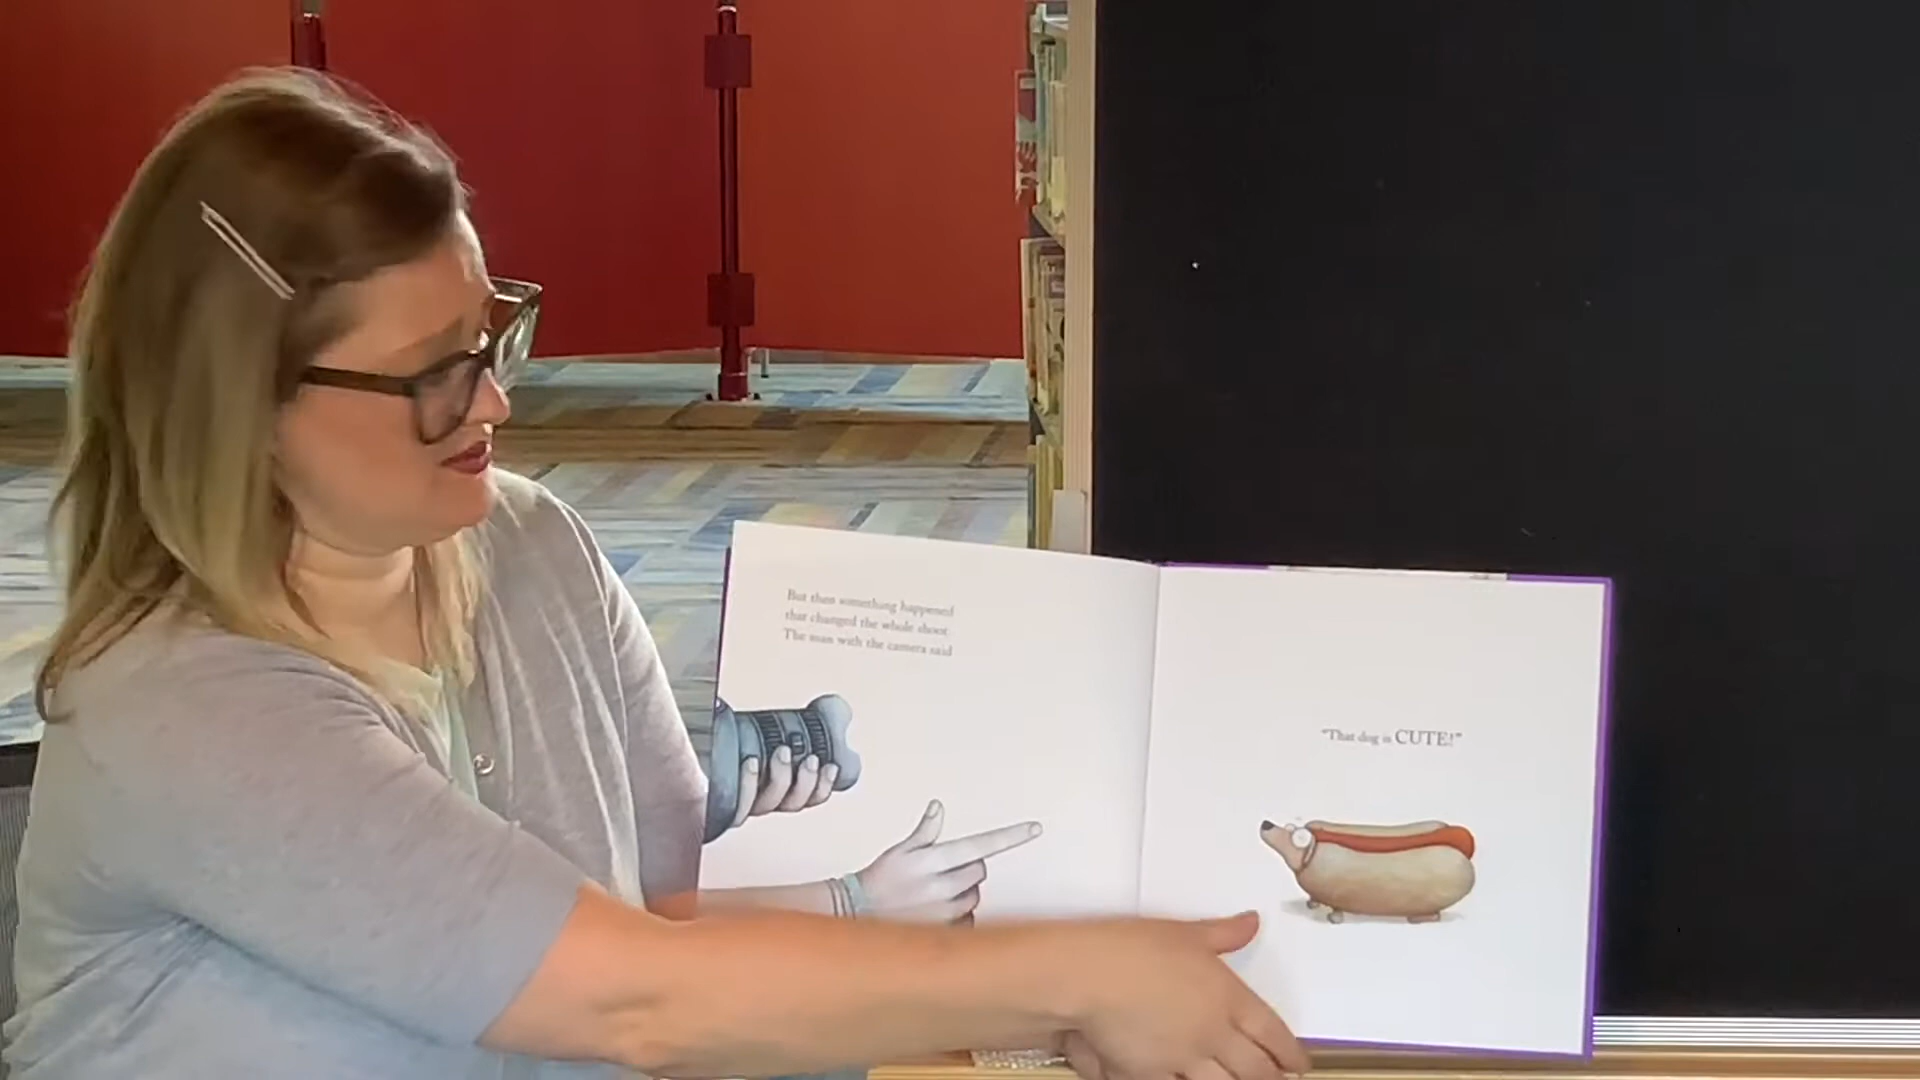 But then something happened
that changed the whole shoot.
The man with the camera said
"That dog is CUTE!"